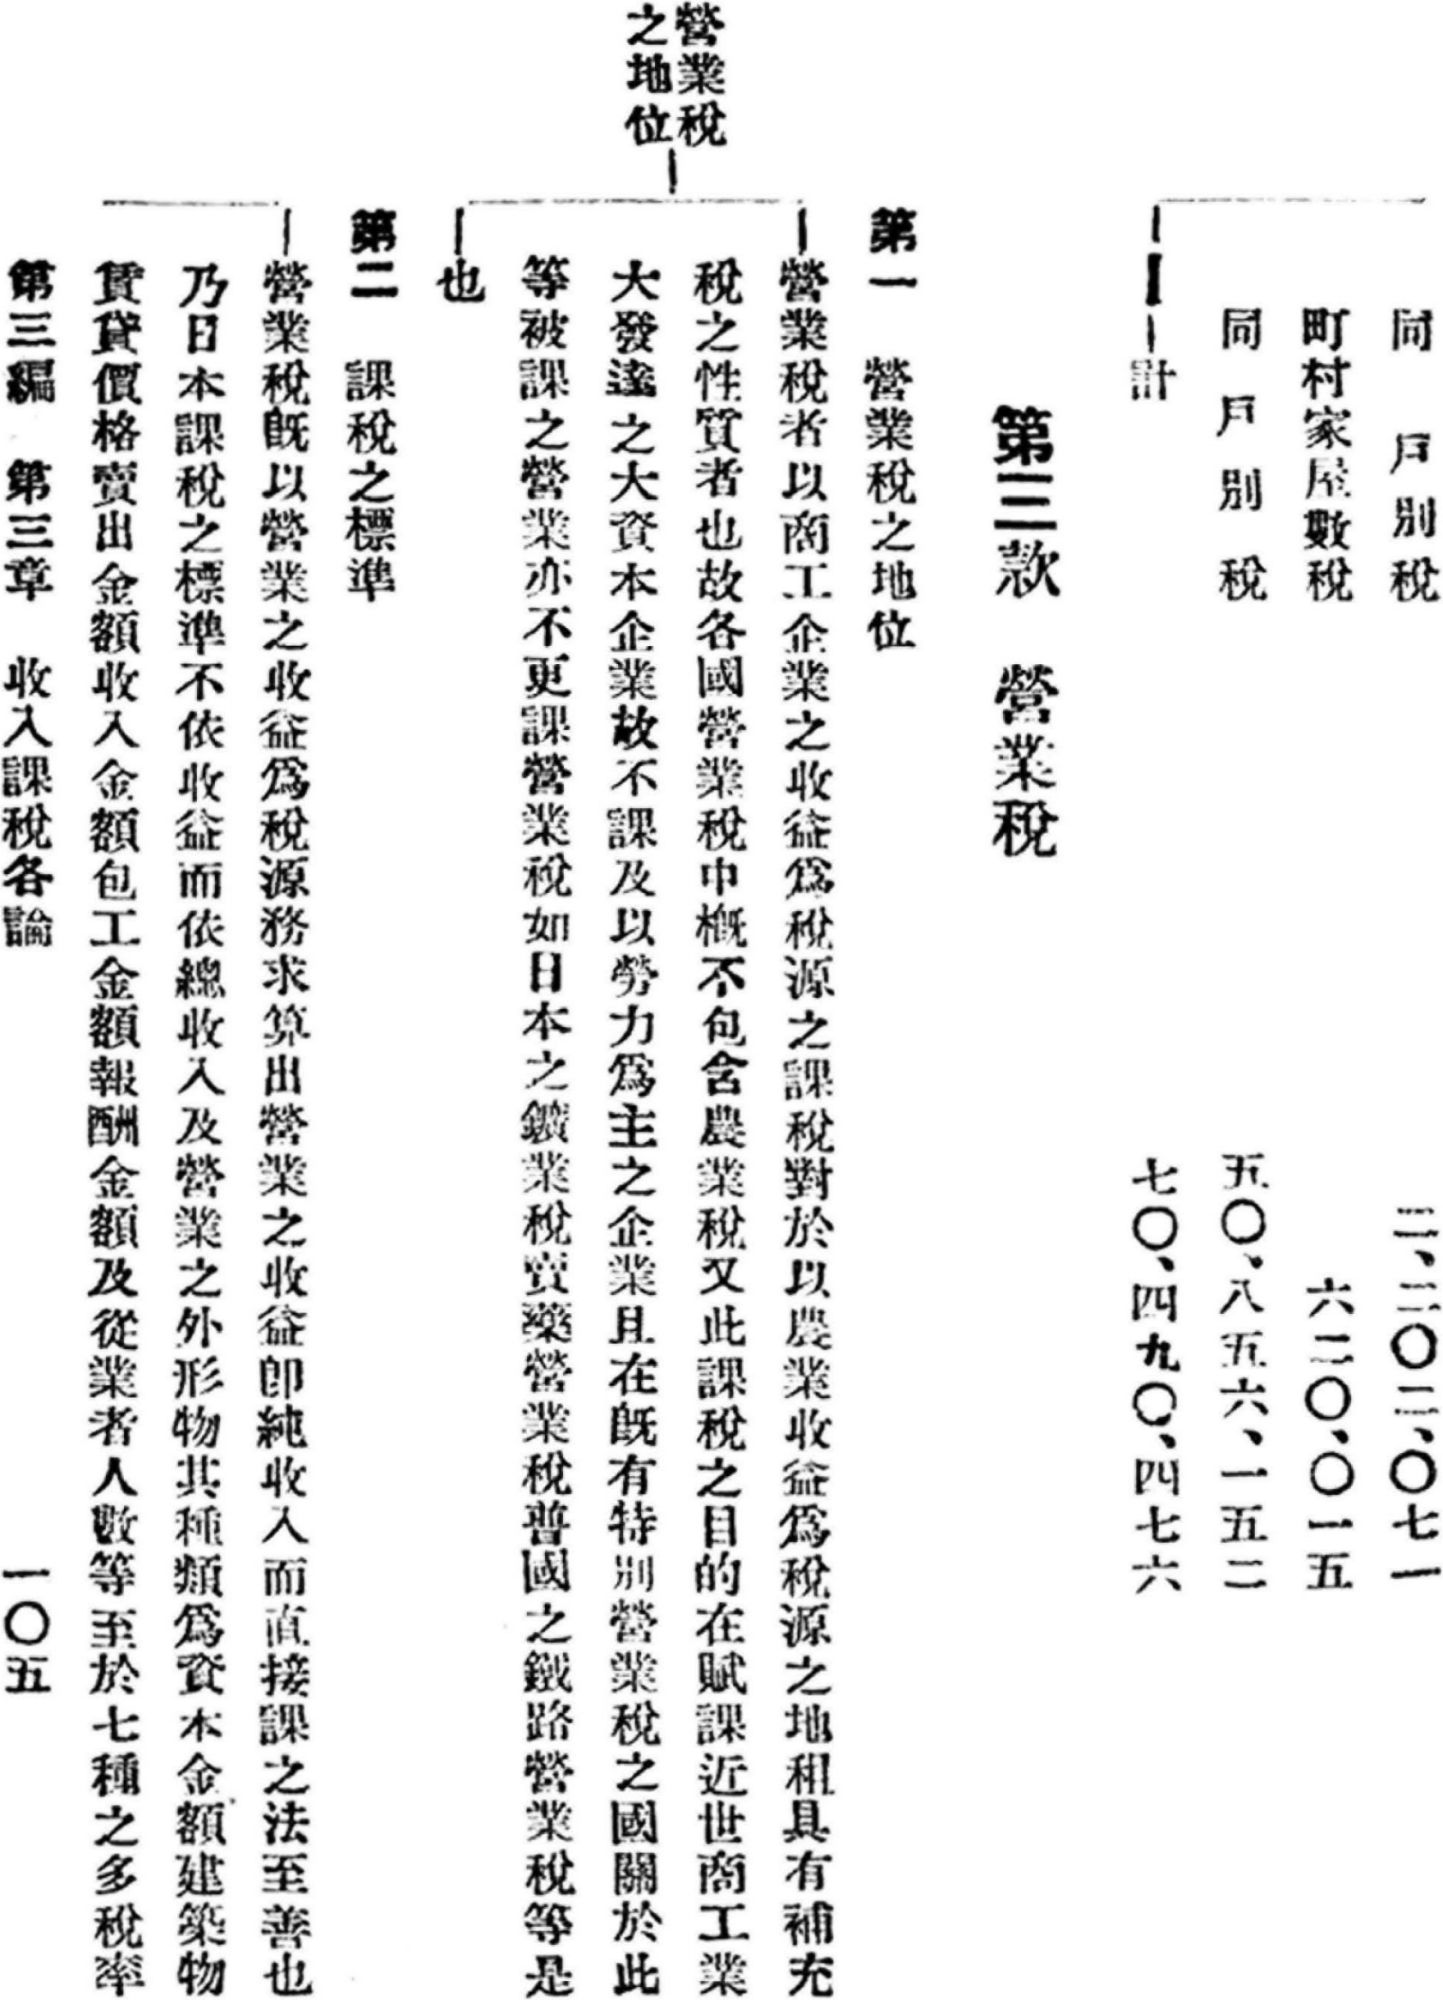 同戶別稅 二、二〇二、〇七一
町村家屋數稅 六二〇、〇一五
同戶別稅 五〇、八五六、一五二
計 七〇、四九〇、四七六
第三款 營業稅
第一 營業稅之地位
營業稅
之地位
營業稅者以商工企業之收益爲稅源之課稅對於以農業收益爲稅源之地租具有補充
稅之性質者也故各國營業稅中槪不包含農業稅又此課稅之目的在賦課近世商工業
大發達之大資本企業故不課及以勞力爲主之企業且在旣有特別營業稅之國關於此
等被課之營業亦不更課營業稅如日本之鑛業稅賣藥營業稅普國之鐵路營業稅等是
也
第二 課稅之標準
營業稅旣以營業之收益爲稅源務求算出營業之收益卽純收入而直接課之法至善也
乃日本課稅之標準不依收益而依總收入及營業之外形物其種類爲資本金額建築物
賃貸價格賣出金額收入金額包工金額報酬金額及從業者人數等至於七種之多稅率
第三編 第三章 收入課稅各論 一〇五